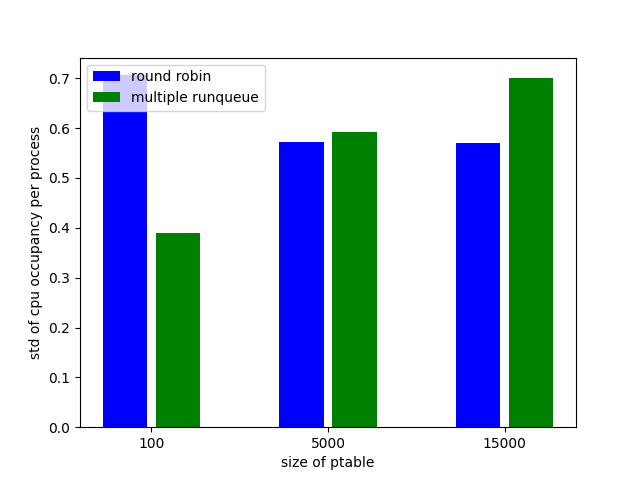 round robin
multiple runqueue
0.7
0.6
0.5
0.4
0.3
0.2
0.1
0.0
std of cpu occupancy per process
100
5000
15000
size of ptable